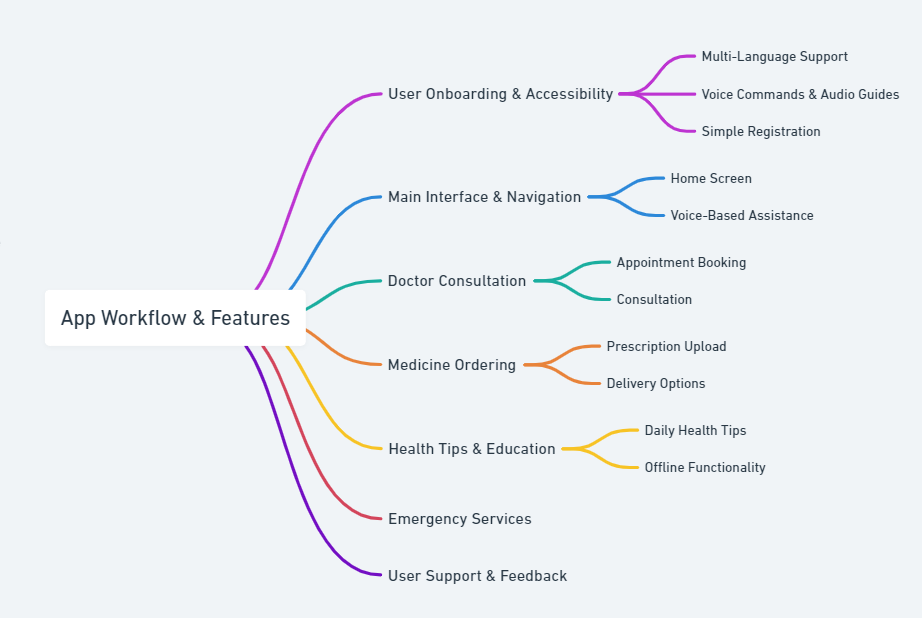 App Workflow & Features
User Onboarding & Accessibility
Multi-Language Support
Voice Commands & Audio Guides
Simple Registration
Main Interface & Navigation
Home Screen
Voice-Based Assistance
Doctor Consultation
Appointment Booking
Consultation
Medicine Ordering
Prescription Upload
Delivery Options
Health Tips & Education
Daily Health Tips
Offline Functionality
Emergency Services
User Support & Feedback